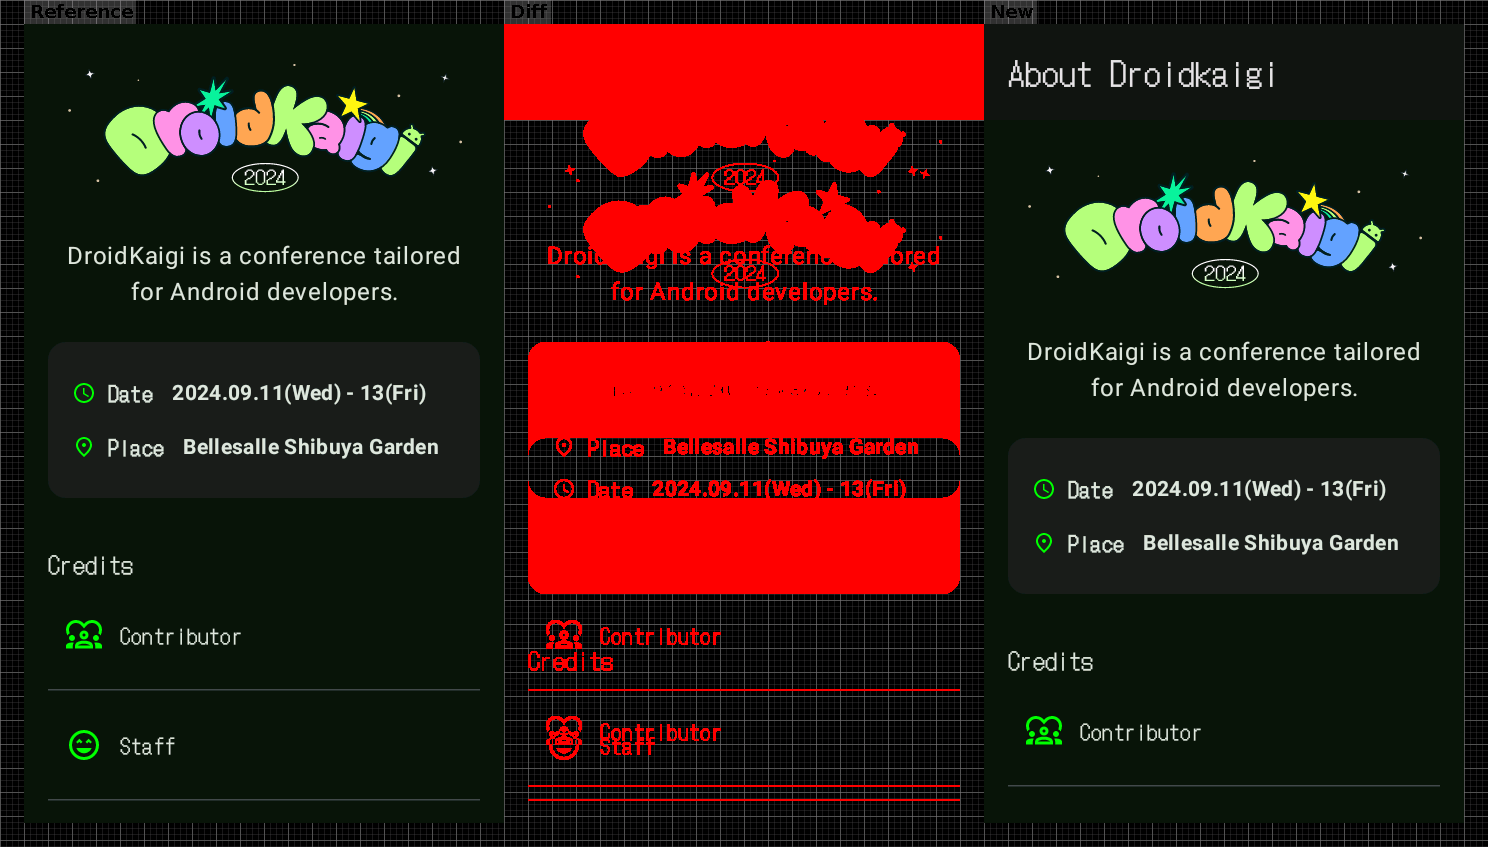 Reference
DroidKaigi
2024
DroidKaigi is a conference tailored
for Android developers.
Date 2024.09.11(Wed) - 13(Fri)
Place Bellesalle Shibuya Garden
Credits
Contributor
Staff
Diff
2024
2024
for Android developers.
Place Bellesalle Shibuya Garden
Date 2024.09.11(Wed) - 13(Fri)
Contributor
Credits
Contributor
Staff
New
About Droidkaigi
DroidKaigi
2024
DroidKaigi is a conference tailored
for Android developers.
Date 2024.09.11(Wed) - 13(Fri)
Place Bellesalle Shibuya Garden
Credits
Contributor